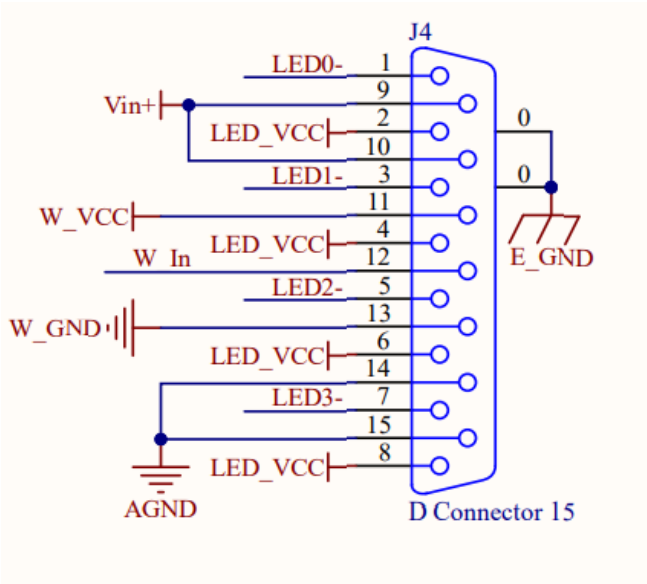 J4
LED0- 1
9
Vin+
LED_VCC 2
0
10
LED1- 3
0
W_VCC 11
LED_VCC 4
W_In 12
E_GND
LED2- 5
W_GND 13
LED_VCC 6
14
LED3- 7
15
LED_VCC 8
AGND
D Connector 15